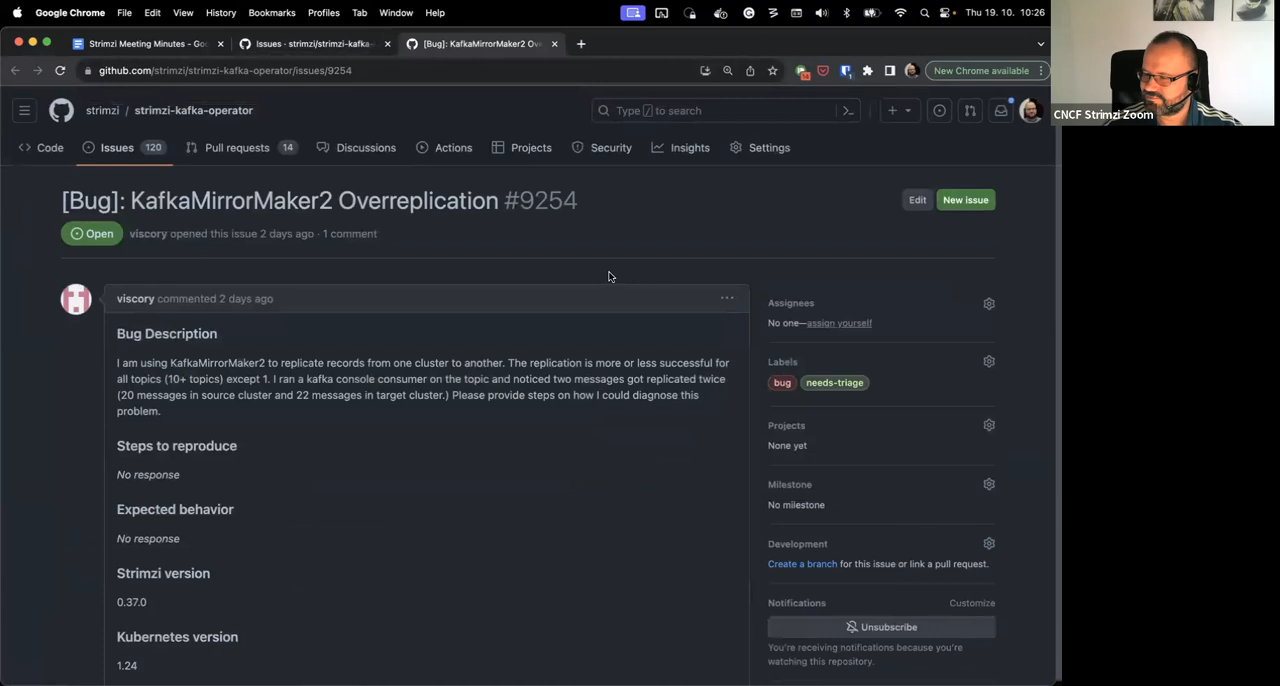 Google Chrome File Edit View History Bookmarks Profiles Tab Window Help Thu 19. 10. 10:26
Strimzi Meeting Minutes - Go Issues · strimzi/strimzi-kafka- [Bug]: KafkaMirrorMaker2 Ov
github.com/strimzi/strimzi-kafka-operator/issues/9254 New Chrome available
CNCF Strimzi Zoom
strimzi / strimzi-kafka-operator Type / to search
Code Issues 120 Pull requests 14 Discussions Actions Projects Security Insights Settings
[Bug]: KafkaMirrorMaker2 Overreplication #9254
Edit New issue
Open viscory opened this issue 2 days ago · 1 comment
viscory commented 2 days ago
Bug Description
I am using KafkaMirrorMaker2 to replicate records from one cluster to another. The replication is more or less successful for
all topics (10+ topics) except 1. I ran a kafka console consumer on the topic and noticed two messages got replicated twice
(20 messages in source cluster and 22 messages in target cluster.) Please provide steps on how I could diagnose this
problem.
Steps to reproduce
No response
Expected behavior
No response
Strimzi version
0.37.0
Kubernetes version
1.24
Assignees
No one—assign yourself
Labels
bug needs-triage
Projects
None yet
Milestone
No milestone
Development
Create a branch for this issue or link a pull request.
Notifications Customize
Unsubscribe
You're receiving notifications because you're
watching this repository.